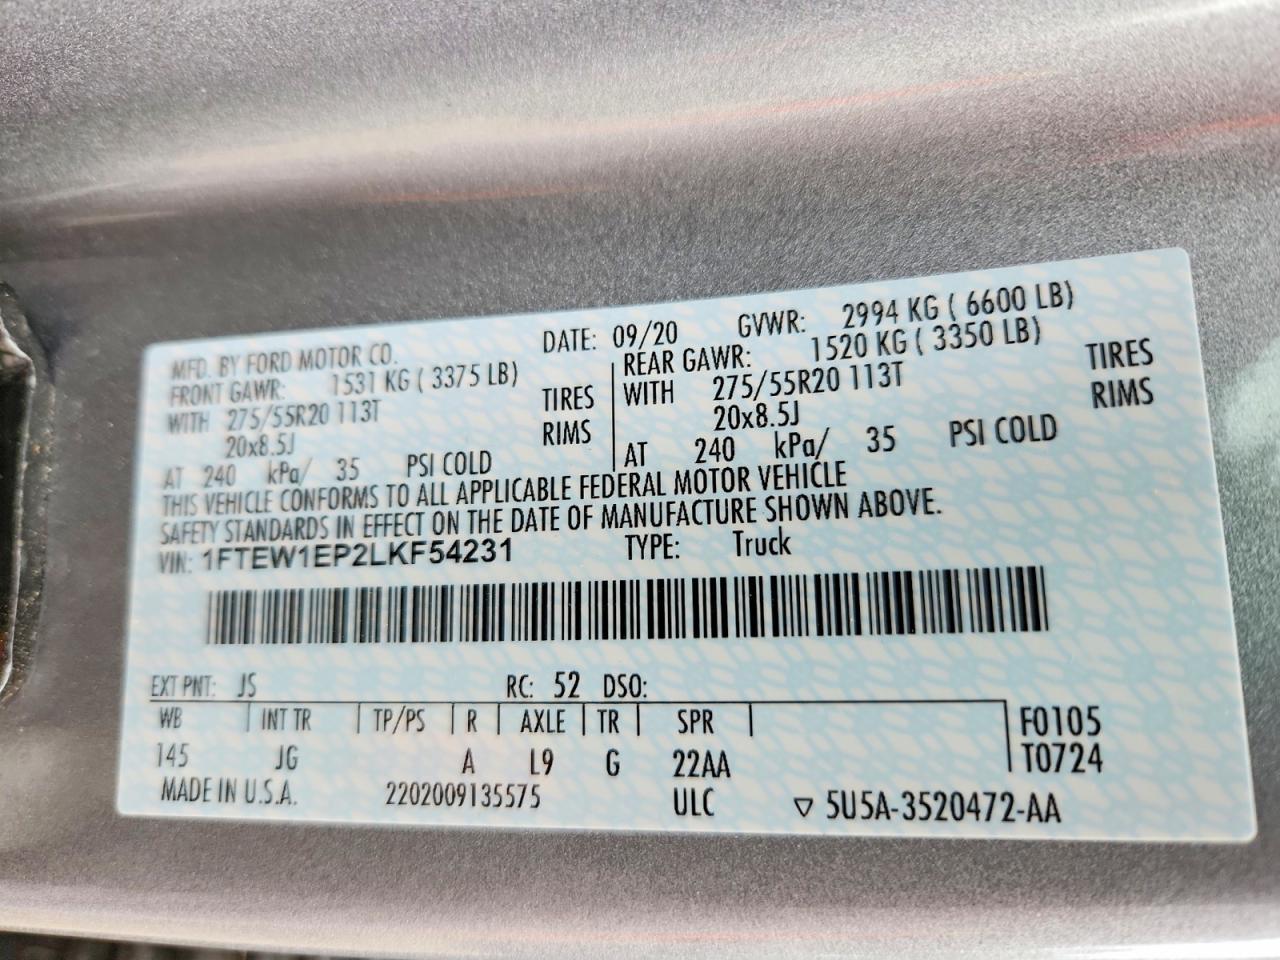 MFD. BY FORD MOTOR CO. DATE: 09/20 GVWR: 2994 KG ( 6600 LB)
FRONT GAWR: 1531 KG ( 3375 LB) REAR GAWR: 1520 KG ( 3350 LB)
WITH 275/55R20 113T TIRES WITH 275/55R20 113T TIRES
20x8.5J RIMS 20x8.5J RIMS
AT 240 kPa/ 35 PSI COLD AT 240 kPa/ 35 PSI COLD
THIS VEHICLE CONFORMS TO ALL APPLICABLE FEDERAL MOTOR VEHICLE
SAFETY STANDARDS IN EFFECT ON THE DATE OF MANUFACTURE SHOWN ABOVE.
VIN: 1FTEW1EP2LKF54231 TYPE: Truck
EXT PNT: JS RC: 52 DSO:
WB INT TR TP/PS R AXLE TR SPR F0105
145 JG A L9 G 22AA T0724
MADE IN U.S.A. 2202009135575 ULC ▽ 5U5A-3520472-AA